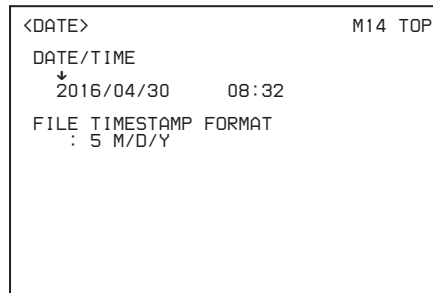 <DATE> M14 TOP
DATE/TIME
↓
2016/04/30 08:32
FILE TIMESTAMP FORMAT
: 5 M/D/Y